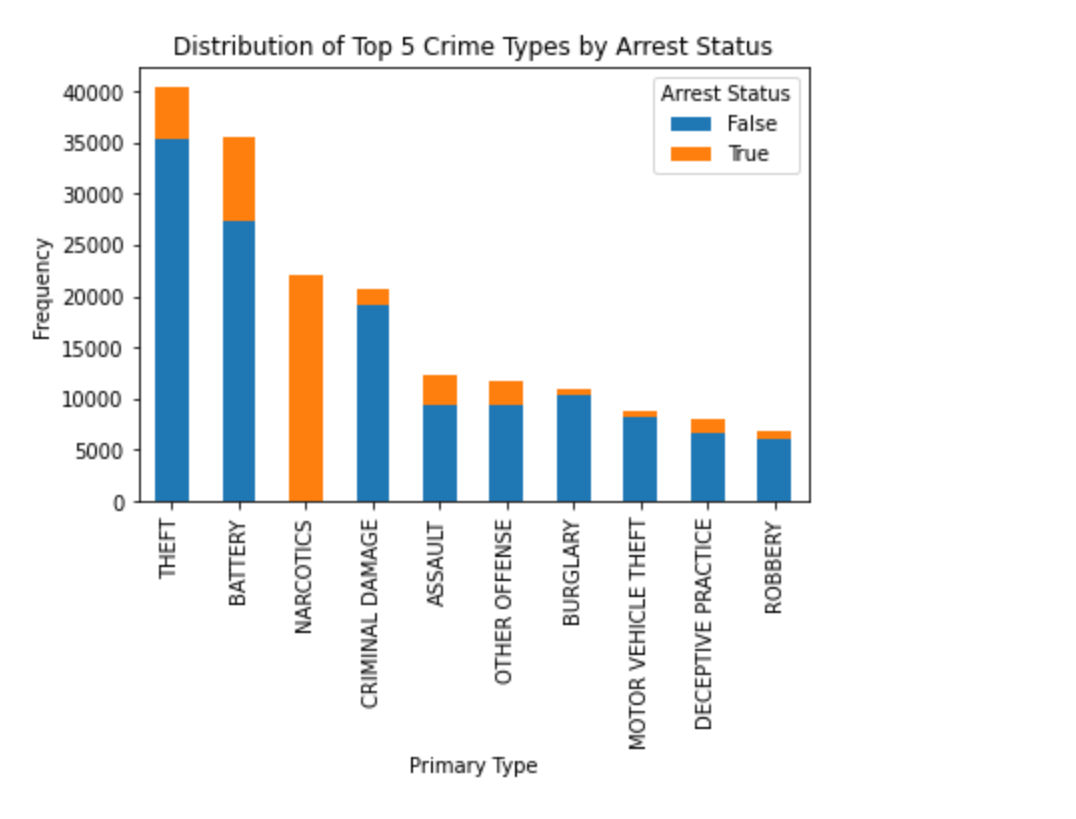 Distribution of Top 5 Crime Types by Arrest Status
Arrest Status
False
True
Frequency
40000
35000
30000
25000
20000
15000
10000
5000
0
THEFT
BATTERY
NARCOTICS
CRIMINAL DAMAGE
ASSAULT
OTHER OFFENSE
BURGLARY
MOTOR VEHICLE THEFT
DECEPTIVE PRACTICE
ROBBERY
Primary Type